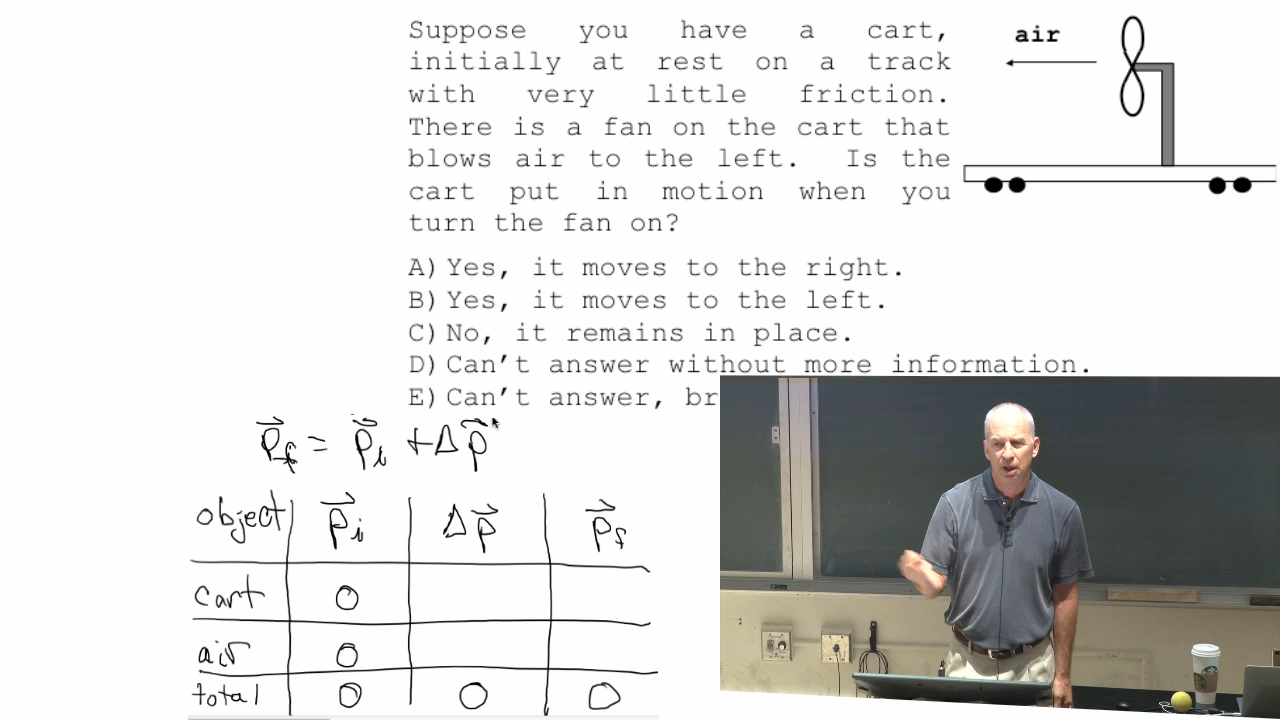 Suppose you have a cart,
initially at rest on a track
with very little friction.
There is a fan on the cart that
blows air to the left. Is the
cart put in motion when you
turn the fan on?
air
A) Yes, it moves to the right.
B) Yes, it moves to the left.
C) No, it remains in place.
D) Can't answer without more information.
E) Can't answer, br
p⃗f = p⃗i + Δp⃗
object p⃗i Δp⃗ p⃗f
cart 0
air 0
total 0 0 0